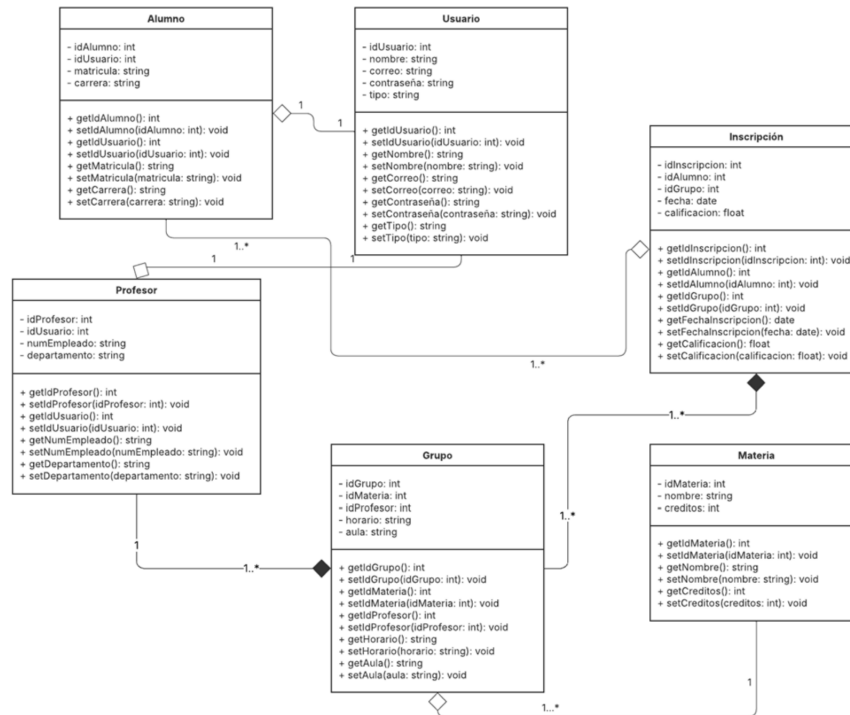 Alumno
- idAlumno: int
- idUsuario: int
- matricula: string
- carrera: string
+ getIdAlumno(): int
+ setIdAlumno(idAlumno: int): void
+ getIdUsuario(): int
+ setIdUsuario(idUsuario: int): void
+ getMatricula(): string
+ setMatricula(matricula: string): void
+ getCarrera(): string
+ setCarrera(carrera: string): void
1
1
Usuario
- idUsuario: int
- nombre: string
- correo: string
- contraseña: string
- tipo: string
+ getIdUsuario(): int
+ setIdUsuario(idUsuario: int): void
+ getNombre(): string
+ setNombre(nombre: string): void
+ getCorreo(): string
+ setCorreo(correo: string): void
+ getContraseña(): string
+ setContraseña(contraseña: string): void
+ getTipo(): string
+ setTipo(tipo: string): void
Inscripción
- idInscripcion: int
- idAlumno: int
- idGrupo: int
- fecha: date
- calificacion: float
+ getIdInscripcion(): int
+ setIdInscripcion(idInscripcion: int): void
+ getIdAlumno(): int
+ setIdAlumno(idAlumno: int): void
+ getIdGrupo(): int
+ setIdGrupo(idGrupo: int): void
+ getFechaInscripcion(): date
+ setFechaInscripcion(fecha: date): void
+ getCalificacion(): float
+ setCalificacion(calificacion: float): void
1..*
1
1
1..*
Profesor
- idProfesor: int
- idUsuario: int
- numEmpleado: string
- departamento: string
+ getIdProfesor(): int
+ setIdProfesor(idProfesor: int): void
+ getIdUsuario(): int
+ setIdUsuario(idUsuario: int): void
+ getNumEmpleado(): string
+ setNumEmpleado(numEmpleado: string): void
+ getDepartamento(): string
+ setDepartamento(departamento: string): void
1..*
1..*
1
1..*
Grupo
- idGrupo: int
- idMateria: int
- idProfesor: int
- horario: string
- aula: string
+ getIdGrupo(): int
+ setIdGrupo(idGrupo: int): void
+ getIdMateria(): int
+ setIdMateria(idMateria: int): void
+ getIdProfesor(): int
+ setIdProfesor(idProfesor: int): void
+ getHorario(): string
+ setHorario(horario: string): void
+ getAula(): string
+ setAula(aula: string): void
Materia
- idMateria: int
- nombre: string
- creditos: int
+ getIdMateria(): int
+ setIdMateria(idMateria: int): void
+ getNombre(): string
+ setNombre(nombre: string): void
+ getCreditos(): int
+ setCreditos(creditos: int): void
1
1...*